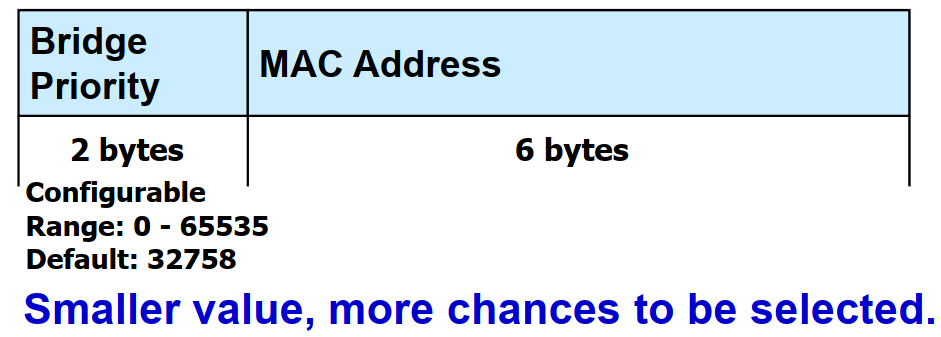 Bridge
Priority
MAC Address
2 bytes
6 bytes
Configurable
Range: 0 - 65535
Default: 32758
Smaller value, more chances to be selected.